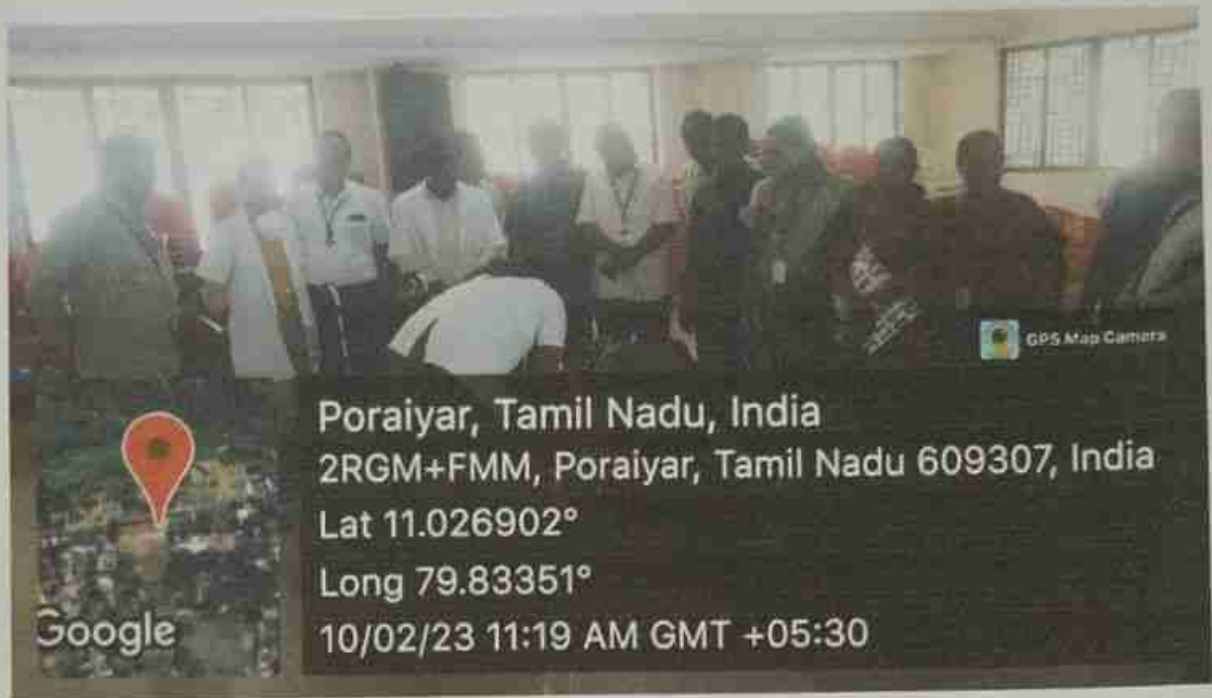 GPS Map Camera
Poraiyar, Tamil Nadu, India
2RGM+FMM, Poraiyar, Tamil Nadu 609307, India
Lat 11.026902°
Long 79.83351°
10/02/23 11:19 AM GMT +05:30
Google